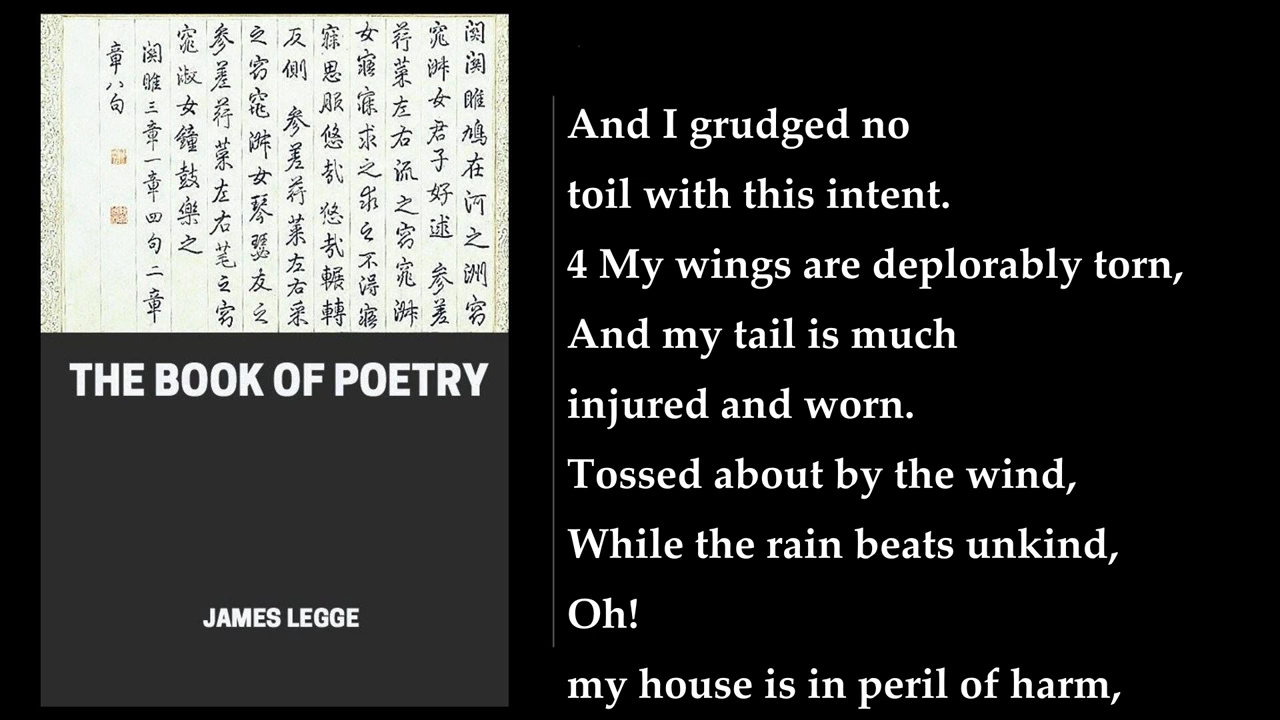 関関雎鳩在河之洲窈
窕淑女君子好逑 參差
荇菜左右流之窈窕淑
女寤寐求之求之不得寤
寐思服悠哉悠哉輾轉
反側 參差荇菜左右采
之窈窕淑女琴瑟友之
參差荇菜左右芼之窈
窕淑女鐘鼓樂之
関雎三章一章四句二章
章八句
THE BOOK OF POETRY
JAMES LEGGE
And I grudged no
toil with this intent.
4 My wings are deplorably torn,
And my tail is much
injured and worn.
Tossed about by the wind,
While the rain beats unkind,
Oh!
my house is in peril of harm,